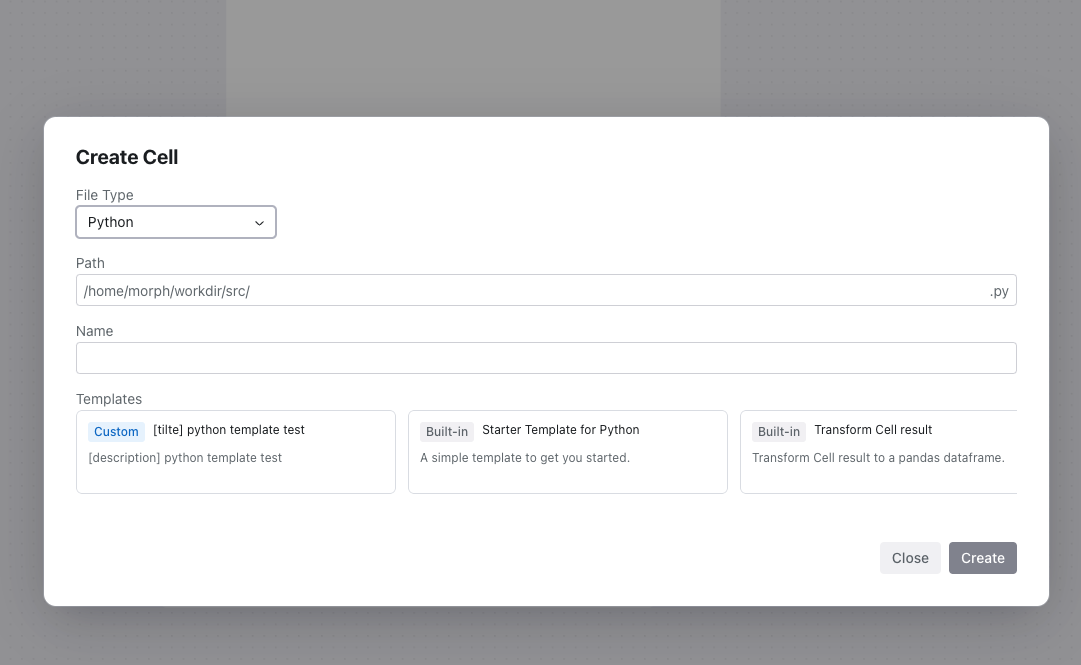 Create Cell
File Type
Python
Path
/home/morph/workdir/src/ .py
Name
Templates
Custom [tilte] python template test
[description] python template test
Built-in Starter Template for Python
A simple template to get you started.
Built-in Transform Cell result
Transform Cell result to a pandas dataframe.
Close Create